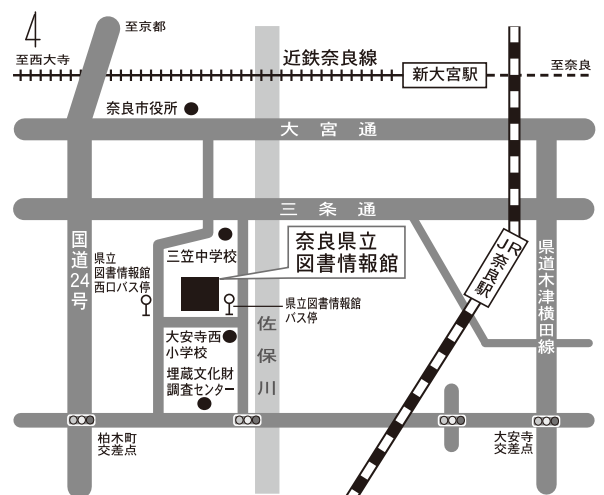 至京都
至西大寺
近鉄奈良線
新大宮駅
至奈良
奈良市役所
大宮通
三条通
国道24号
県立
図書情報館
西口バス停
三笠中学校
奈良県立
図書情報館
JR奈良駅
県道木津横田線
県立図書情報館
バス停
佐保川
大安寺西
小学校
埋蔵文化財
調査センター
柏木町
交差点
大安寺
交差点